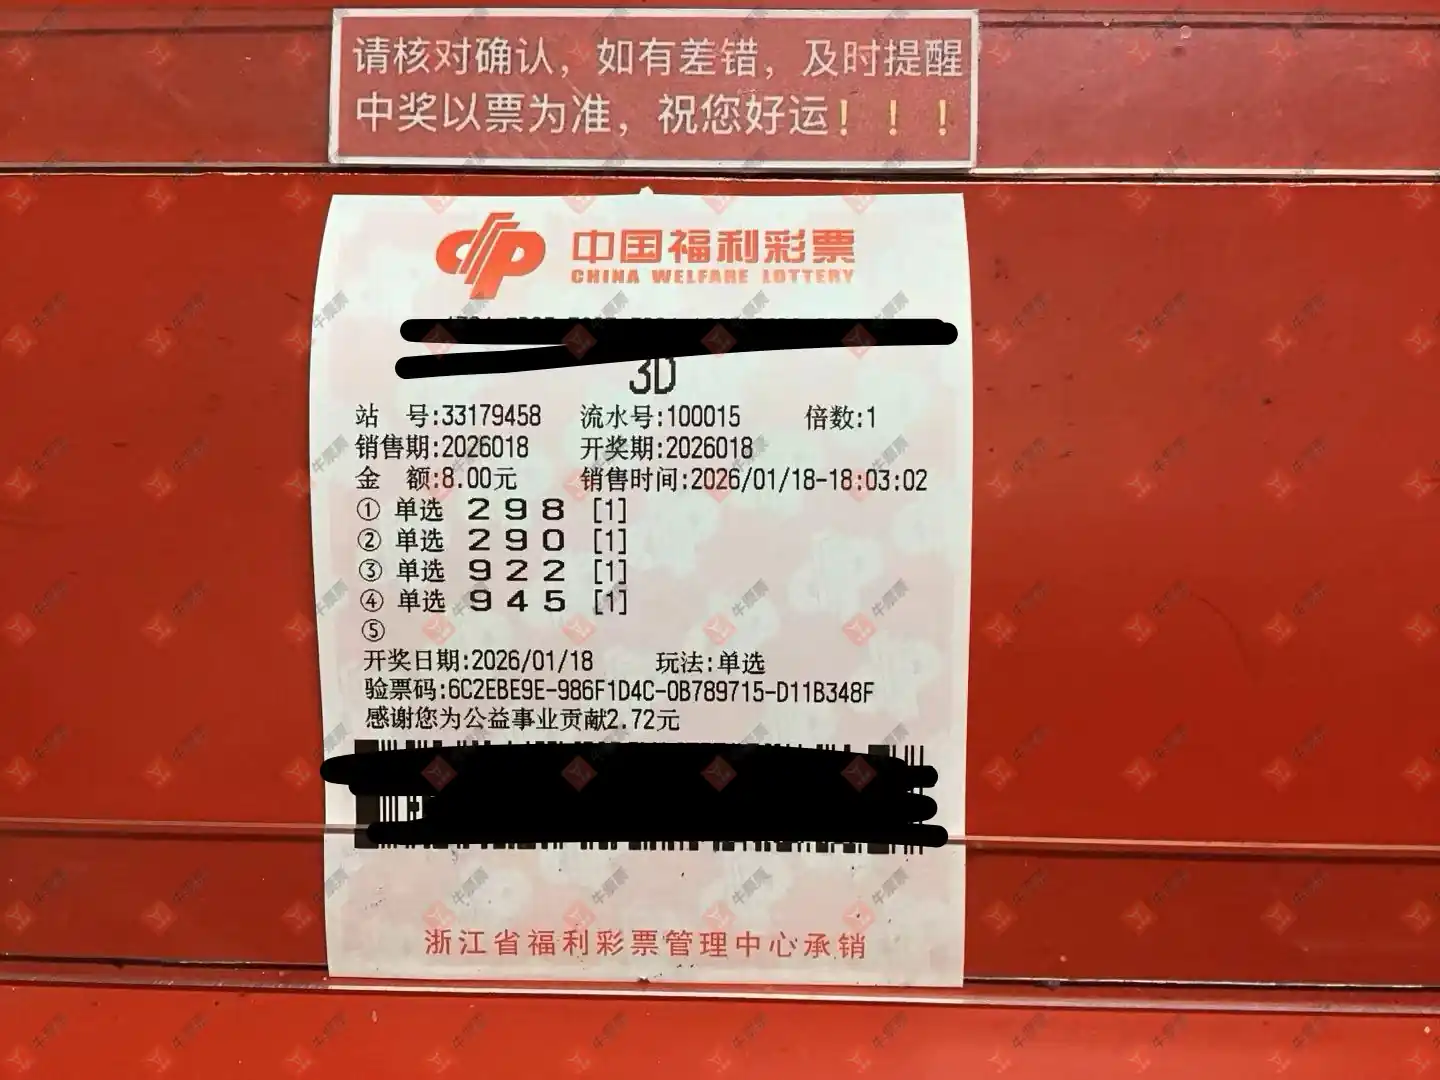 请核对确认，如有差错，及时提醒
中奖以票为准，祝您好运！！！
中国福利彩票
CHINA WELFARE LOTTERY
3D
站 号:33179458 流水号:100015 倍数:1
销售期:2026018 开奖期:2026018
金 额:8.00元 销售时间:2026/01/18-18:03:02
① 单选 2 9 8 [1]
② 单选 2 9 0 [1]
③ 单选 9 2 2 [1]
④ 单选 9 4 5 [1]
⑤
开奖日期:2026/01/18 玩法:单选
验票码:6C2EBE9E-986F1D4C-0B789715-D11B348F
感谢您为公益事业贡献2.72元
浙江省福利彩票管理中心承销
牛票票